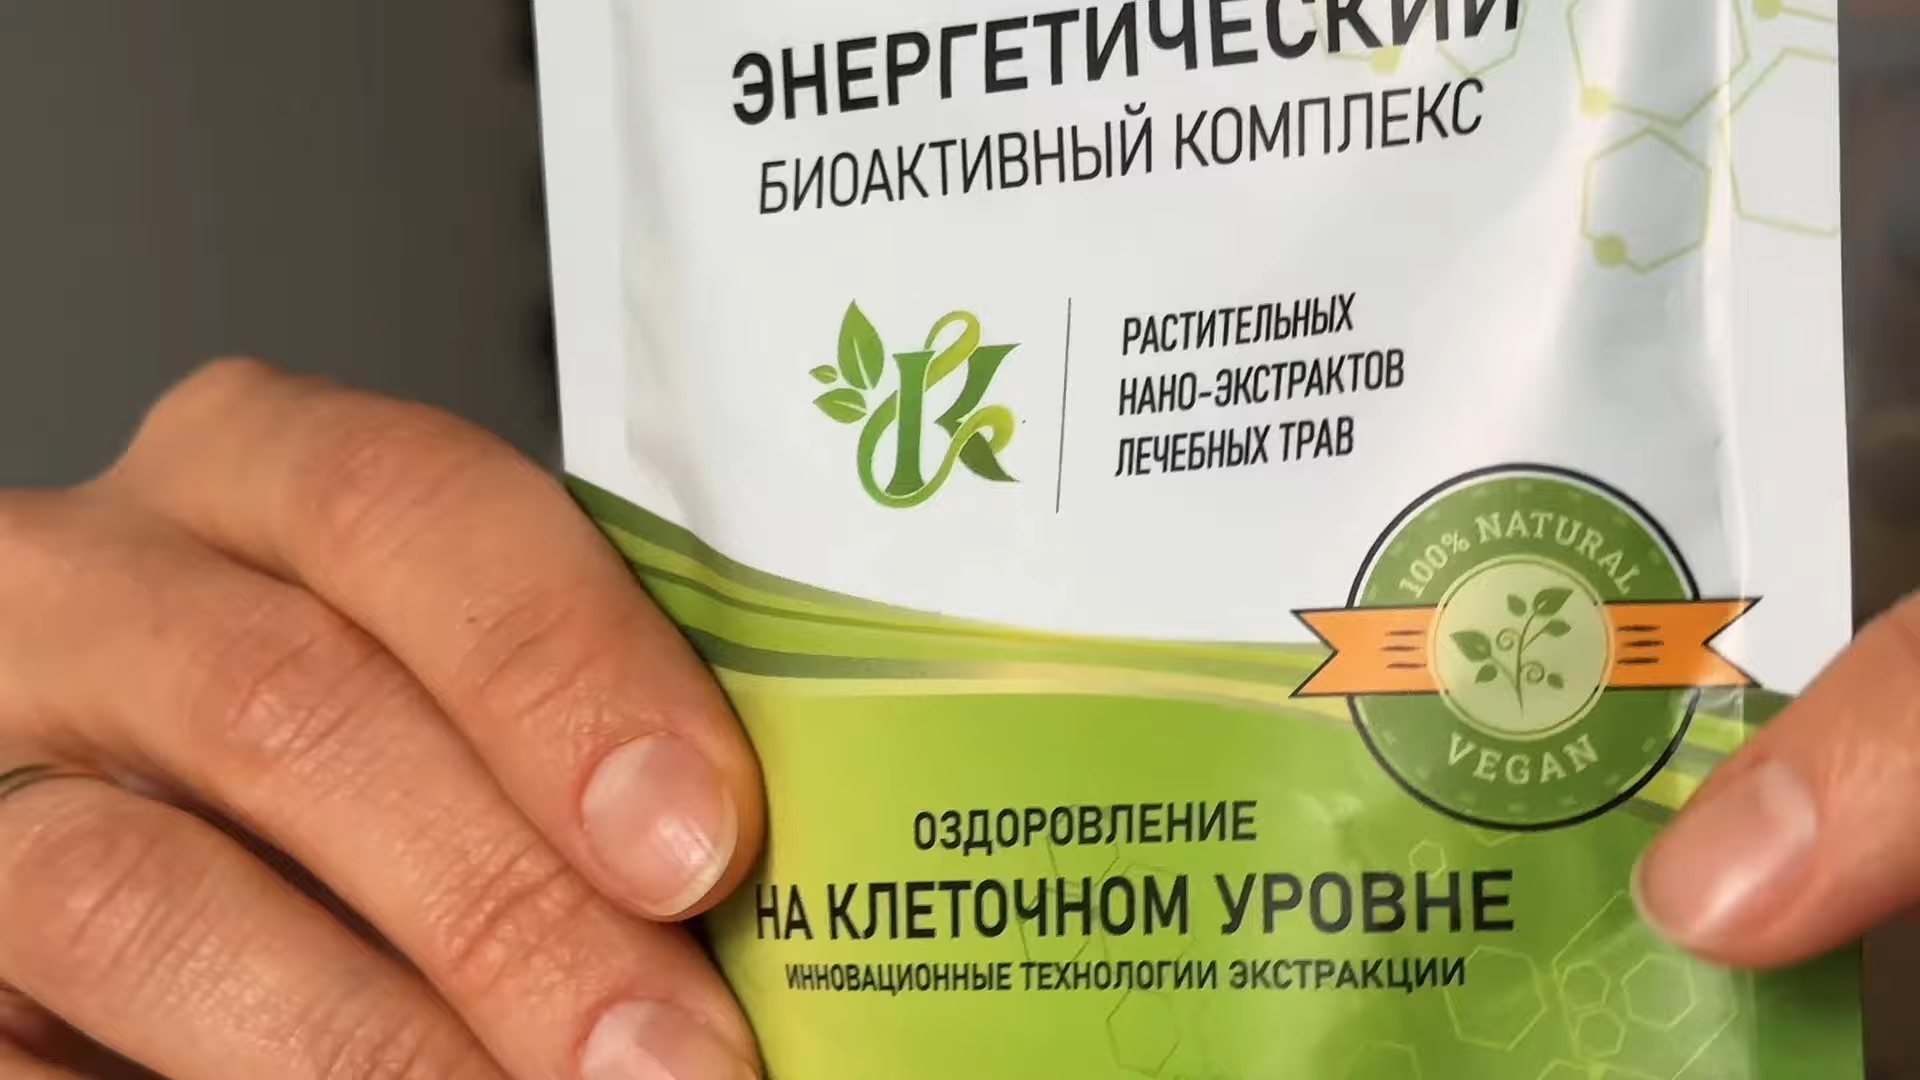 ЭНЕРГЕТИЧЕСКИЙ
БИОАКТИВНЫЙ КОМПЛЕКС
K
РАСТИТЕЛЬНЫХ
НАНО-ЭКСТРАКТОВ
ЛЕЧЕБНЫХ ТРАВ
100% NATURAL
VEGAN
ОЗДОРОВЛЕНИЕ
НА КЛЕТОЧНОМ УРОВНЕ
ИННОВАЦИОННЫЕ ТЕХНОЛОГИИ ЭКСТРАКЦИИ